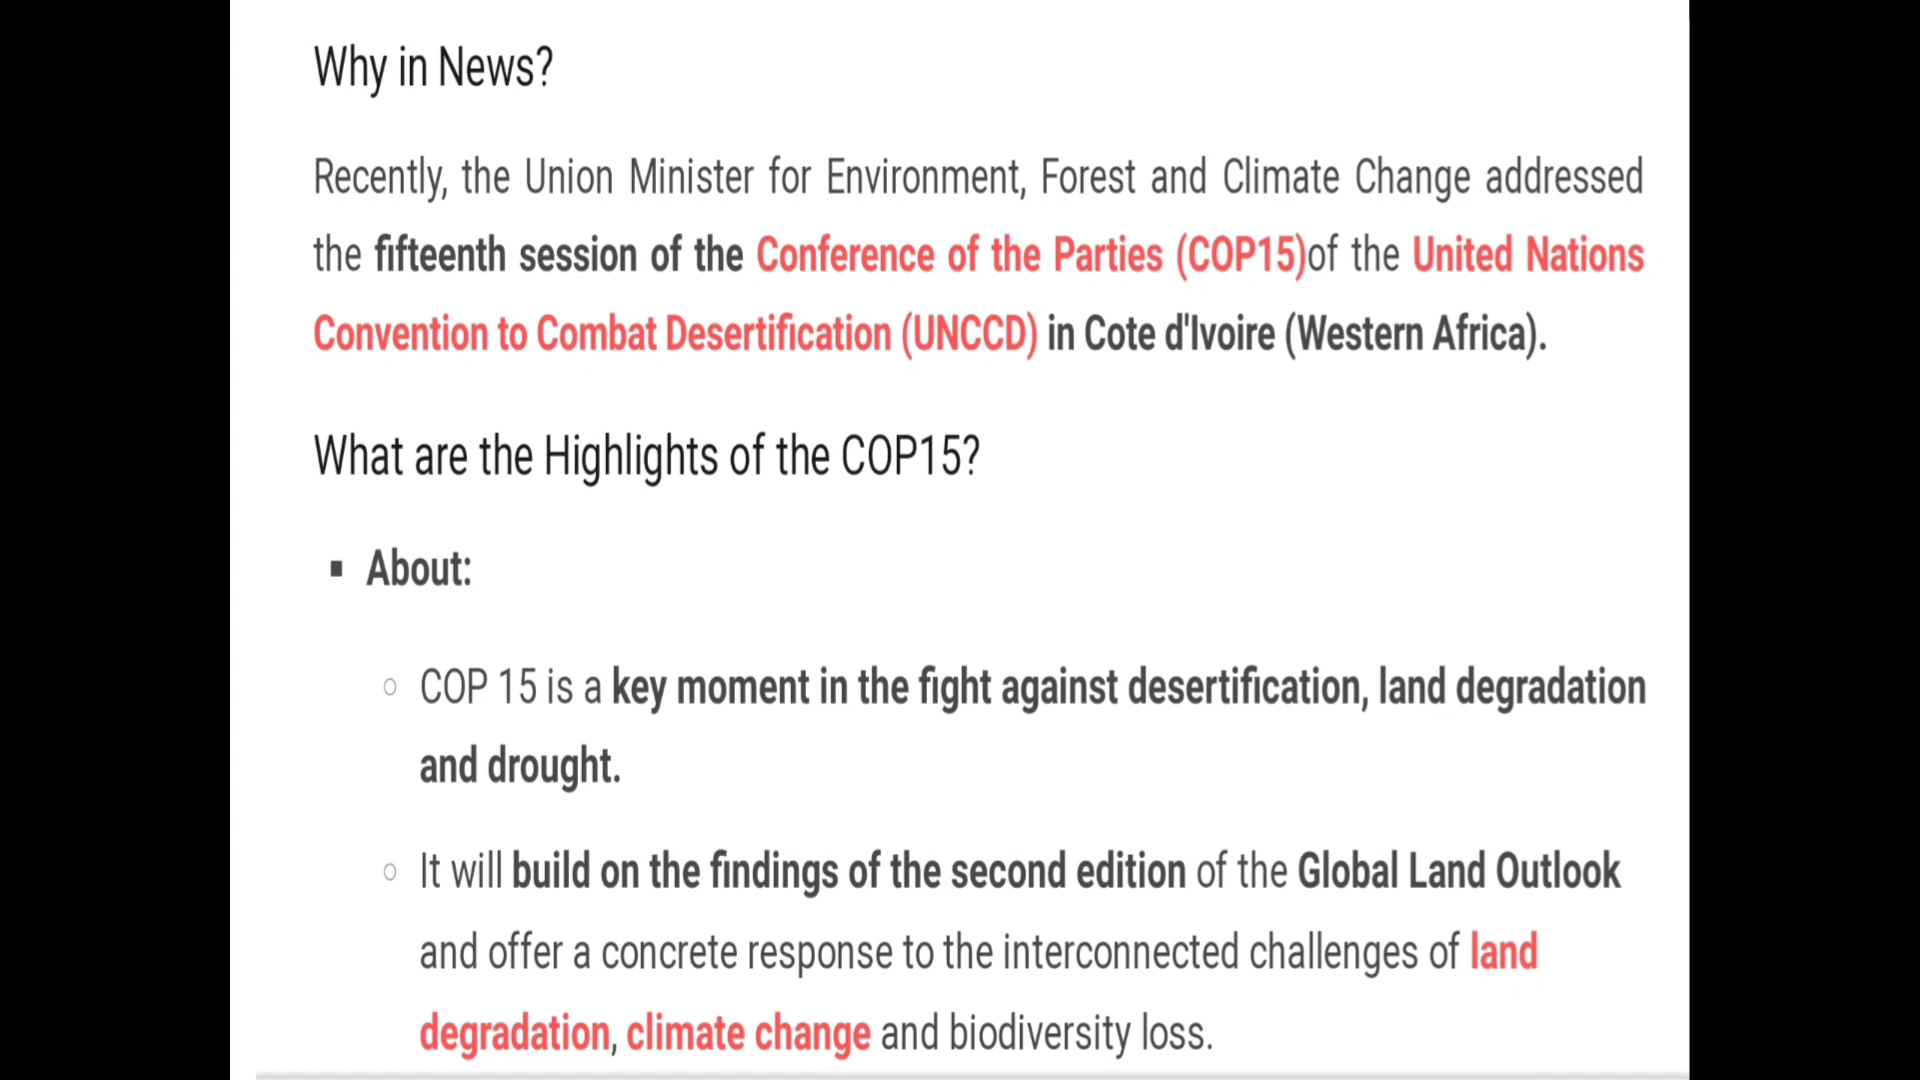 Why in News?
Recently, the Union Minister for Environment, Forest and Climate Change addressed
the fifteenth session of the Conference of the Parties (COP15)of the United Nations
Convention to Combat Desertification (UNCCD) in Cote d'Ivoire (Western Africa).
What are the Highlights of the COP15?
▪ About:
○ COP 15 is a key moment in the fight against desertification, land degradation
and drought.
○ It will build on the findings of the second edition of the Global Land Outlook
and offer a concrete response to the interconnected challenges of land
degradation, climate change and biodiversity loss.